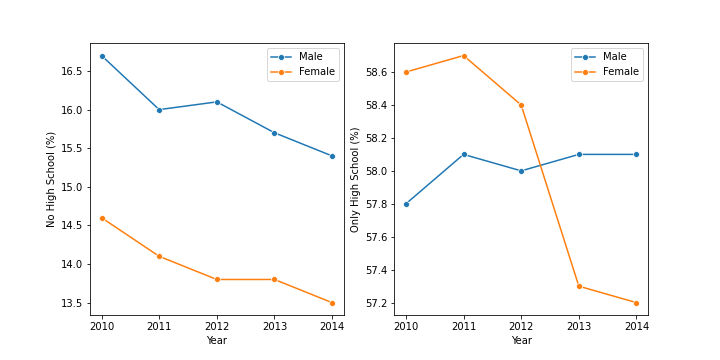 Male
Female
16.5
16.0
15.5
15.0
14.5
14.0
13.5
No High School (%)
2010 2011 2012 2013 2014
Year
Male
Female
58.6
58.4
58.2
58.0
57.8
57.6
57.4
57.2
Only High School (%)
2010 2011 2012 2013 2014
Year